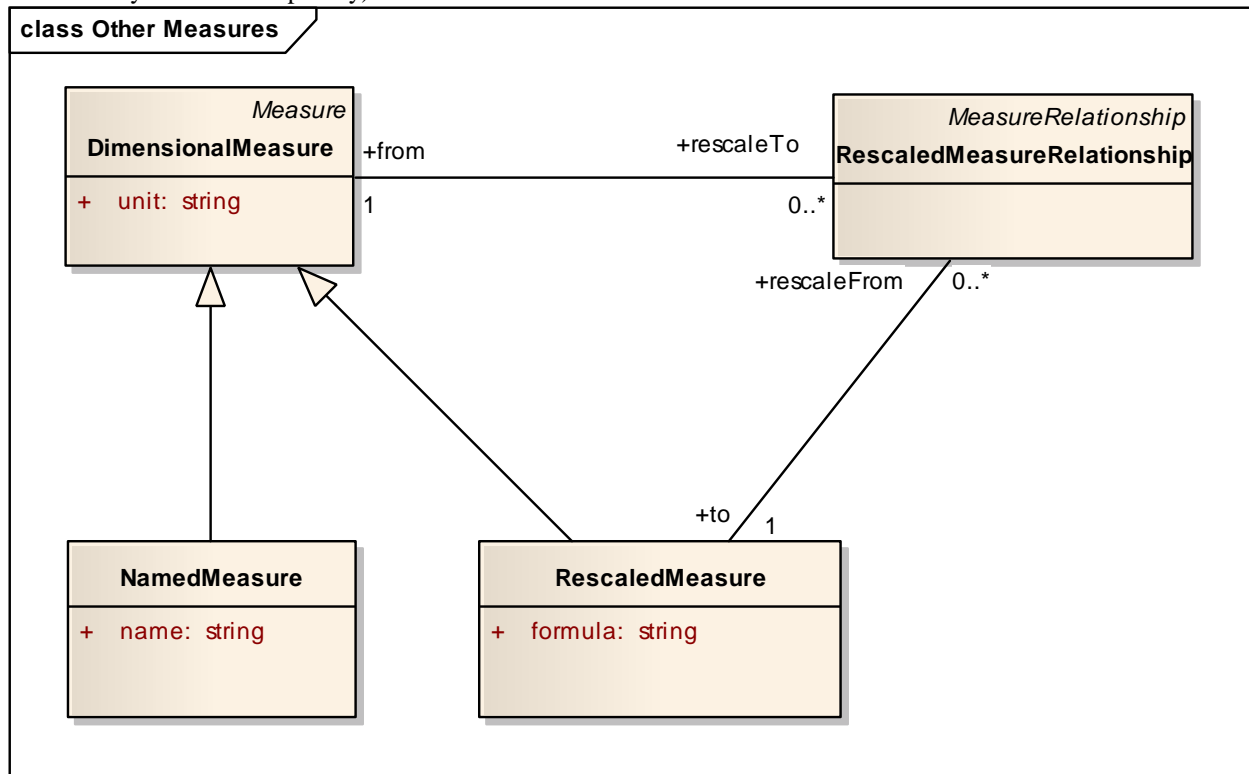 class Other Measures
Measure
DimensionalMeasure
+ unit: string
+from
1
+rescaleTo
0..*
MeasureRelationship
RescaledMeasureRelationship
+rescaleFrom
0..*
+to
1
NamedMeasure
+ name: string
RescaledMeasure
+ formula: string